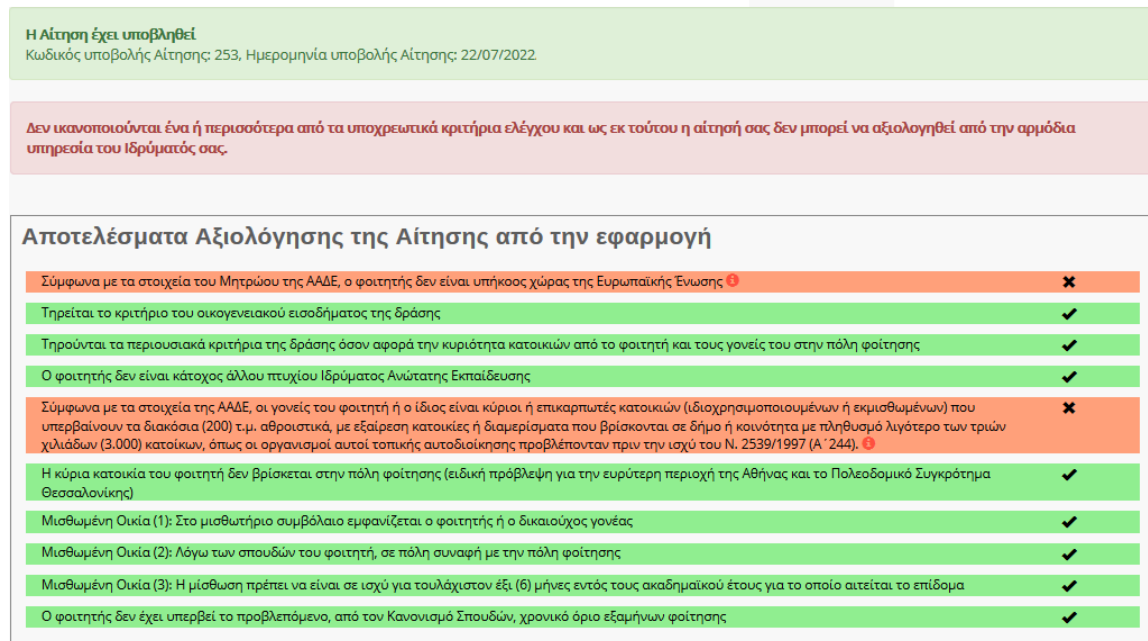 Η Αίτηση έχει υποβληθεί
Κωδικός υποβολής Αίτησης: 253, Ημερομηνία υποβολής Αίτησης: 22/07/2022
Δεν ικανοποιούνται ένα ή περισσότερα από τα υποχρεωτικά κριτήρια ελέγχου και ως εκ τούτου η αίτησή σας δεν μπορεί να αξιολογηθεί από την αρμόδια
υπηρεσία του Ιδρύματός σας.
Αποτελέσματα Αξιολόγησης της Αίτησης από την εφαρμογή
Σύμφωνα με τα στοιχεία του Μητρώου της ΑΑΔΕ, ο φοιτητής δεν είναι υπήκοος χώρας της Ευρωπαϊκής Ένωσης
Τηρείται το κριτήριο του οικογενειακού εισοδήματος της δράσης
Τηρούνται τα περιουσιακά κριτήρια της δράσης όσον αφορά την κυριότητα κατοικιών από το φοιτητή και τους γονείς του στην πόλη φοίτησης
Ο φοιτητής δεν είναι κάτοχος άλλου πτυχίου Ιδρύματος Ανώτατης Εκπαίδευσης
Σύμφωνα με τα στοιχεία της ΑΑΔΕ, οι γονείς του φοιτητή ή ο ίδιος είναι κύριοι ή επικαρπωτές κατοικιών (ιδιοχρησιμοποιουμένων ή εκμισθωμένων) που
υπερβαίνουν τα διακόσια (200) τ.μ. αθροιστικά, με εξαίρεση κατοικίες ή διαμερίσματα που βρίσκονται σε δήμο ή κοινότητα με πληθυσμό λιγότερο των τριών
χιλιάδων (3.000) κατοίκων, όπως οι οργανισμοί αυτοί τοπικής αυτοδιοίκησης προβλέπονταν πριν την ισχύ του Ν. 2539/1997 (Α΄244).
Η κύρια κατοικία του φοιτητή δεν βρίσκεται στην πόλη φοίτησης (ειδική πρόβλεψη για την ευρύτερη περιοχή της Αθήνας και το Πολεοδομικό Συγκρότημα
Θεσσαλονίκης)
Μισθωμένη Οικία (1): Στο μισθωτήριο συμβόλαιο εμφανίζεται ο φοιτητής ή ο δικαιούχος γονέας
Μισθωμένη Οικία (2): Λόγω των σπουδών του φοιτητή, σε πόλη συναφή με την πόλη φοίτησης
Μισθωμένη Οικία (3): Η μίσθωση πρέπει να είναι σε ισχύ για τουλάχιστον έξι (6) μήνες εντός τους ακαδημαϊκού έτους για το οποίο αιτείται το επίδομα
Ο φοιτητής δεν έχει υπερβεί το προβλεπόμενο, από τον Κανονισμό Σπουδών, χρονικό όριο εξαμήνων φοίτησης